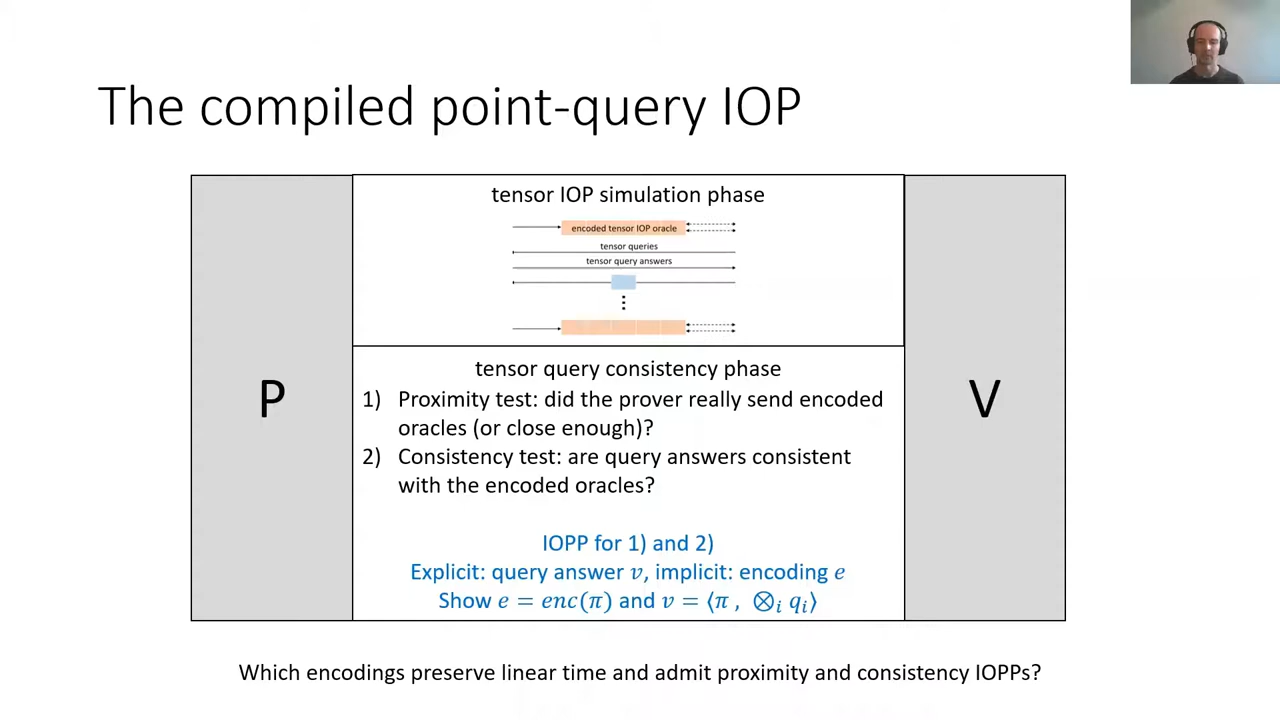 The compiled point-query IOP
tensor IOP simulation phase
encoded tensor IOP oracle
tensor queries
tensor query answers
⋮
P
V
tensor query consistency phase
1) Proximity test: did the prover really send encoded
oracles (or close enough)?
2) Consistency test: are query answers consistent
with the encoded oracles?
IOPP for 1) and 2)
Explicit: query answer 𝑣, implicit: encoding 𝑒
Show 𝑒 = 𝑒𝑛𝑐(𝜋) and 𝑣 = ⟨𝜋 , ⨂ᵢ 𝑞ᵢ⟩
Which encodings preserve linear time and admit proximity and consistency IOPPs?